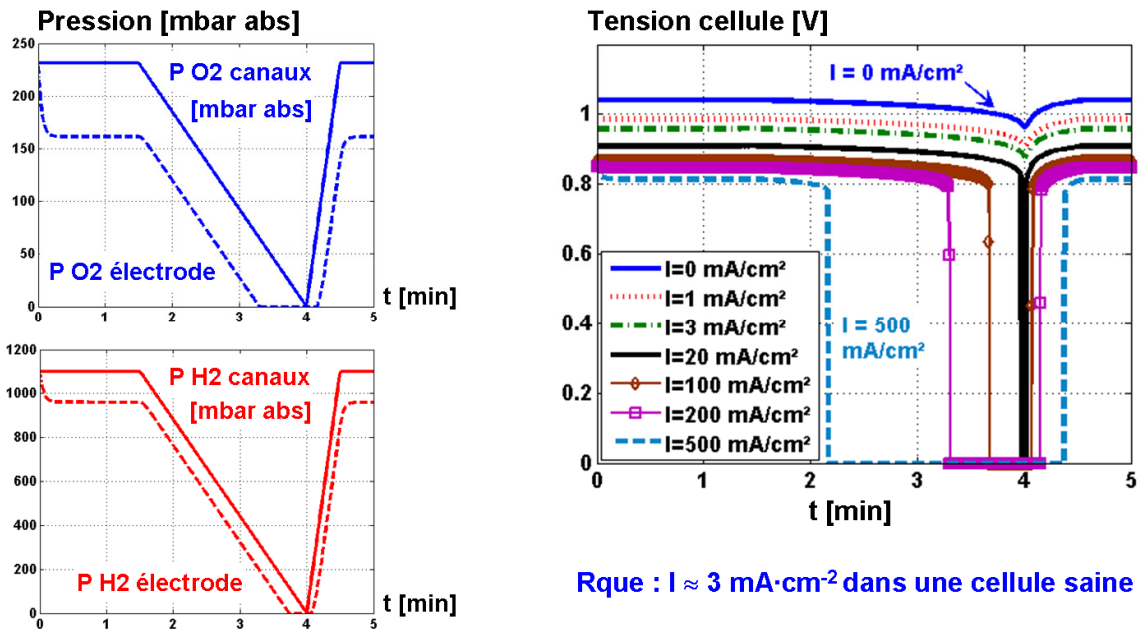 Pression [mbar abs]
250
200
150
100
50
0
P O2 canaux
[mbar abs]
P O2 électrode
0 1 2 3 4 5
t [min]
1200
1000
800
600
400
200
0
P H2 canaux
[mbar abs]
P H2 électrode
0 1 2 3 4 5
t [min]
Tension cellule [V]
1
0.8
0.6
0.4
0.2
0
I = 0 mA/cm²
I=0 mA/cm²
I=1 mA/cm²
I=3 mA/cm²
I=20 mA/cm²
I=100 mA/cm²
I=200 mA/cm²
I=500 mA/cm²
I = 500
mA/cm²
0 1 2 3 4 5
t [min]
Rque : I ≈ 3 mA·cm⁻² dans une cellule saine